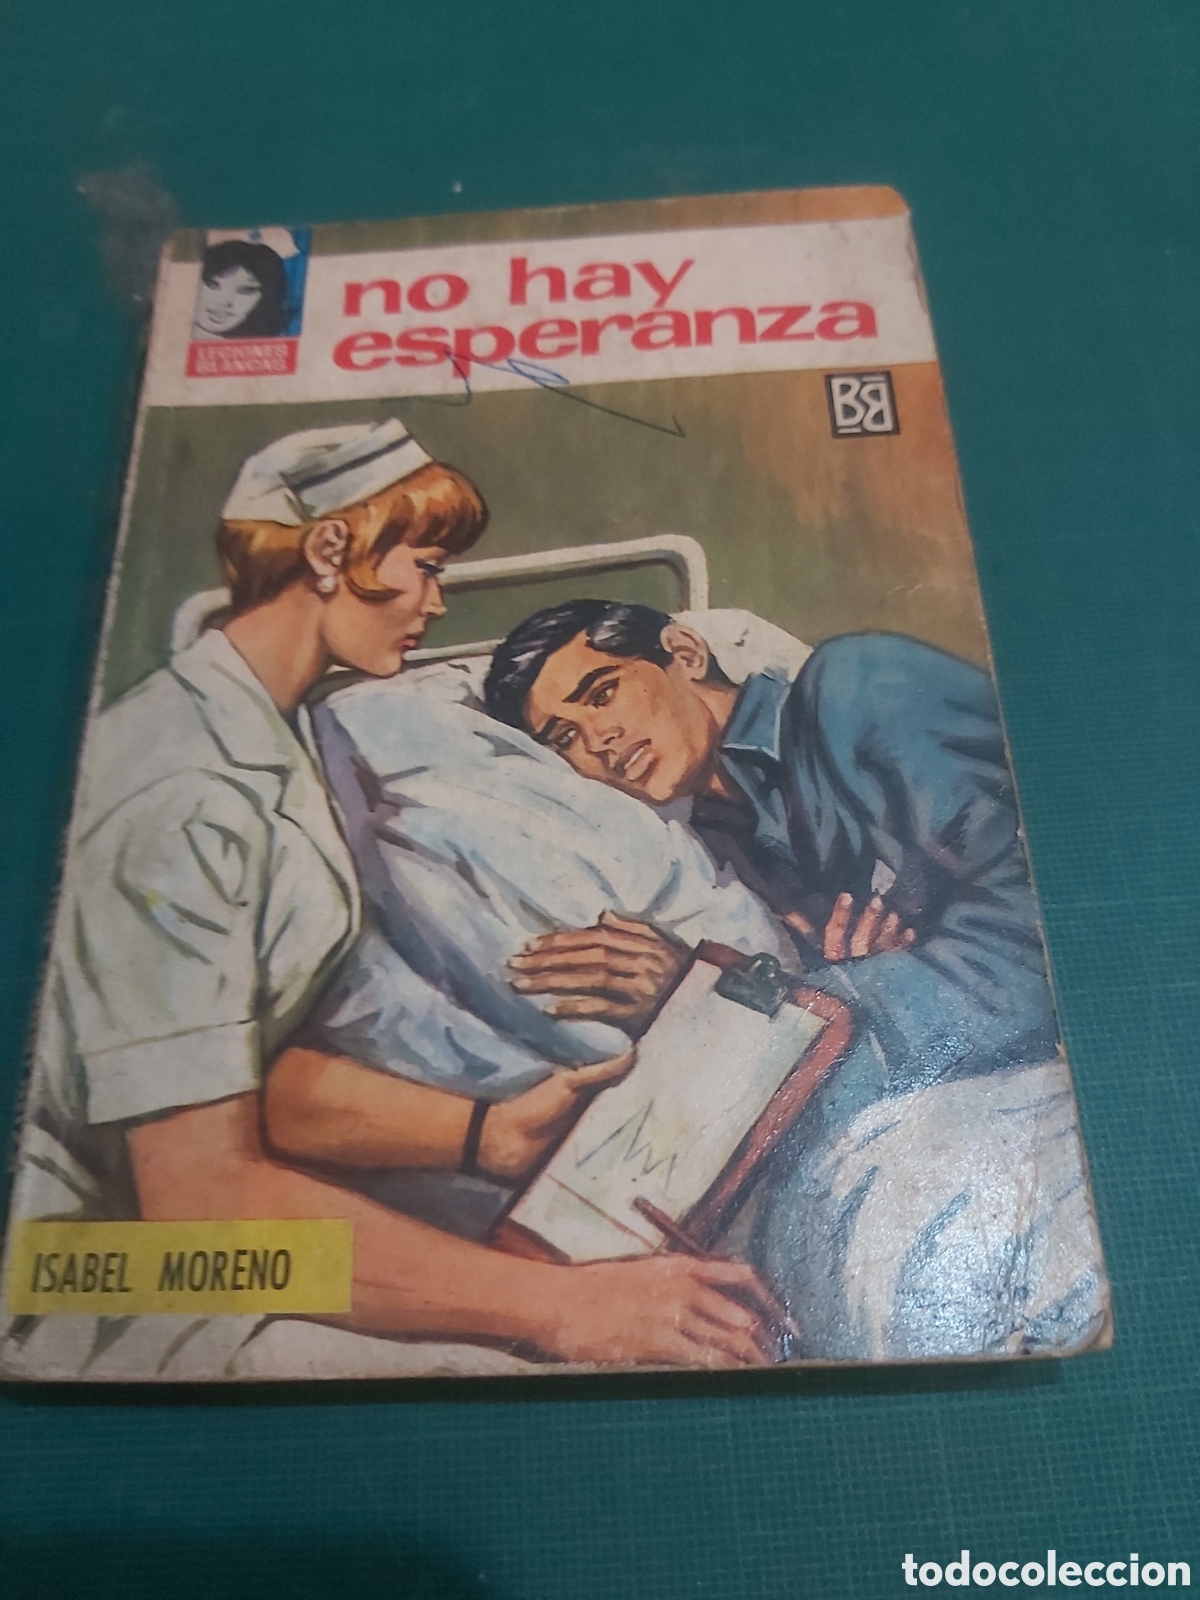 no hay
esperanza
LEGIONES
BLANCAS
BB
ISABEL MORENO
todocoleccion